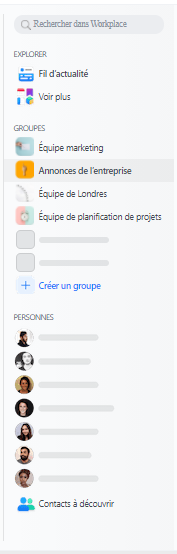 Rechercher dans Workplace
EXPLORER
Fil d'actualité
Voir plus
GROUPES
Équipe marketing
Annonces de l'entreprise
Équipe de Londres
Équipe de planification de projets
Créer un groupe
PERSONNES
Contacts à découvrir